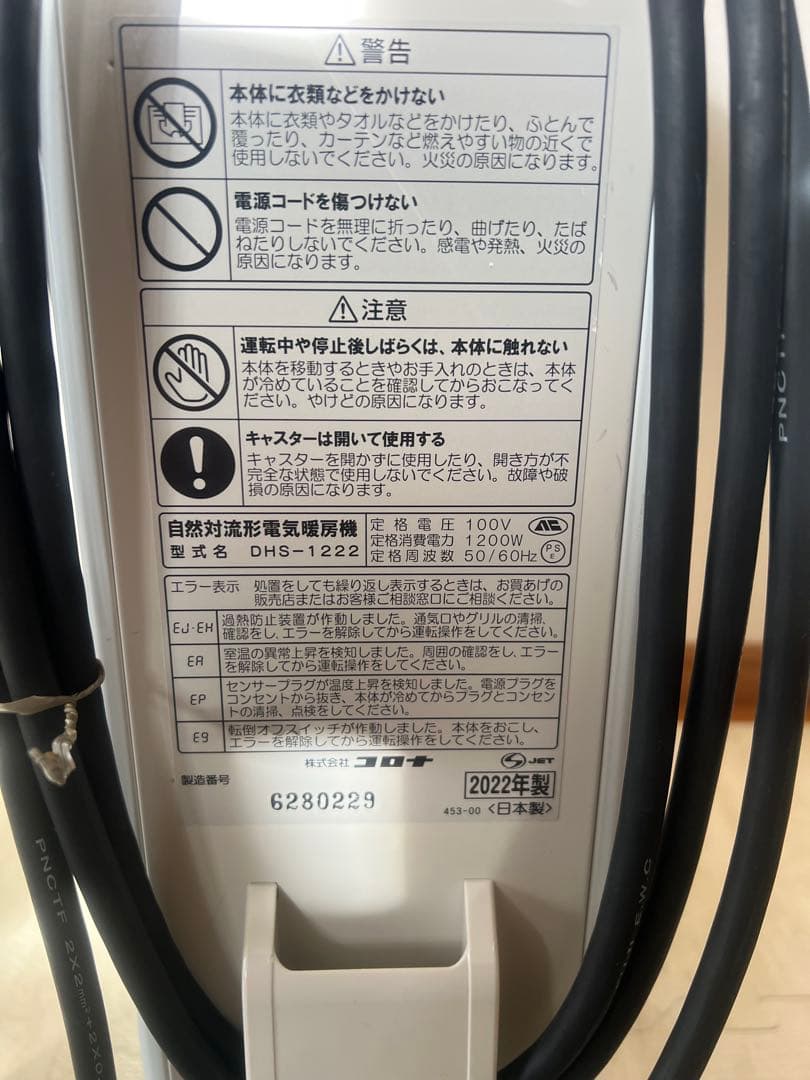 警告
本体に衣類などをかけない
本体に衣類やタオルなどをかけたり、ふとんで
覆ったり、カーテンなど燃えやすい物の近くで
使用しないでください。火災の原因になります。
電源コードを傷つけない
電源コードを無理に折ったり、曲げたり、たば
ねたりしないでください。感電や発熱、火災の
原因になります。
注意
運転中や停止後しばらくは、本体に触れない
本体を移動するときやお手入れのときは、本体
が冷めていることを確認してからおこなってく
ださい。やけどの原因になります。
キャスターは開いて使用する
キャスターを開かずに使用したり、開き方が不
完全な状態で使用しないでください。故障や破
損の原因になります。
自然対流形電気暖房機
型式名 DHS-1222
定格電圧 100V
定格消費電力 1200W
定格周波数 50/60Hz
PS
E
エラー表示 処置をしても繰り返し表示するときは、お買あげの
販売店またはお客様ご相談窓口にご相談ください。
EJ・EH 過熱防止装置が作動しました。通気口やグリルの清掃、
確認をし、エラーを解除してから運転操作をしてください。
EA 室温の異常上昇を検知しました。周囲の確認をし、エラー
を解除してから運転操作をしてください。
EP センサープラグが温度上昇を検知しました。電源プラグを
コンセントから抜き、本体が冷めてからプラグとコンセン
トの清掃、点検をしてください。
E9 転倒オフスイッチが作動しました。本体をおこし、
エラーを解除してから運転操作をしてください。
株式会社 コロナ
JET
製造番号
6280229
2022年製
453-00 <日本製>
PNCTF
PNCTF 2X2mm²+2X0
E.W.C